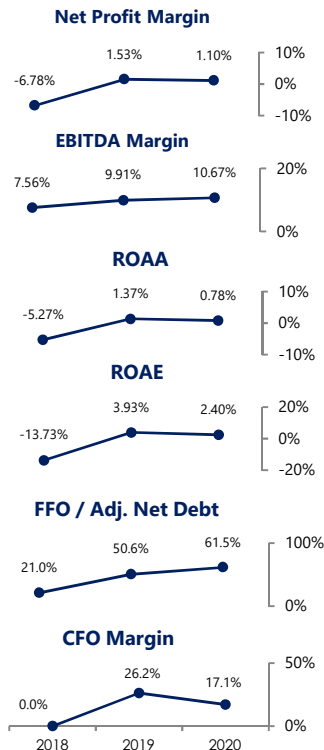 Net Profit Margin
-6.78% 1.53% 1.10% 10%
0%
-10%
EBITDA Margin
7.56% 9.91% 10.67% 20%
0%
ROAA
-5.27% 1.37% 0.78% 10%
0%
-10%
ROAE
-13.73% 3.93% 2.40% 20%
0%
-20%
FFO / Adj. Net Debt
21.0% 50.6% 61.5% 100%
0%
CFO Margin
0.0% 26.2% 17.1% 50%
0%
2018 2019 2020